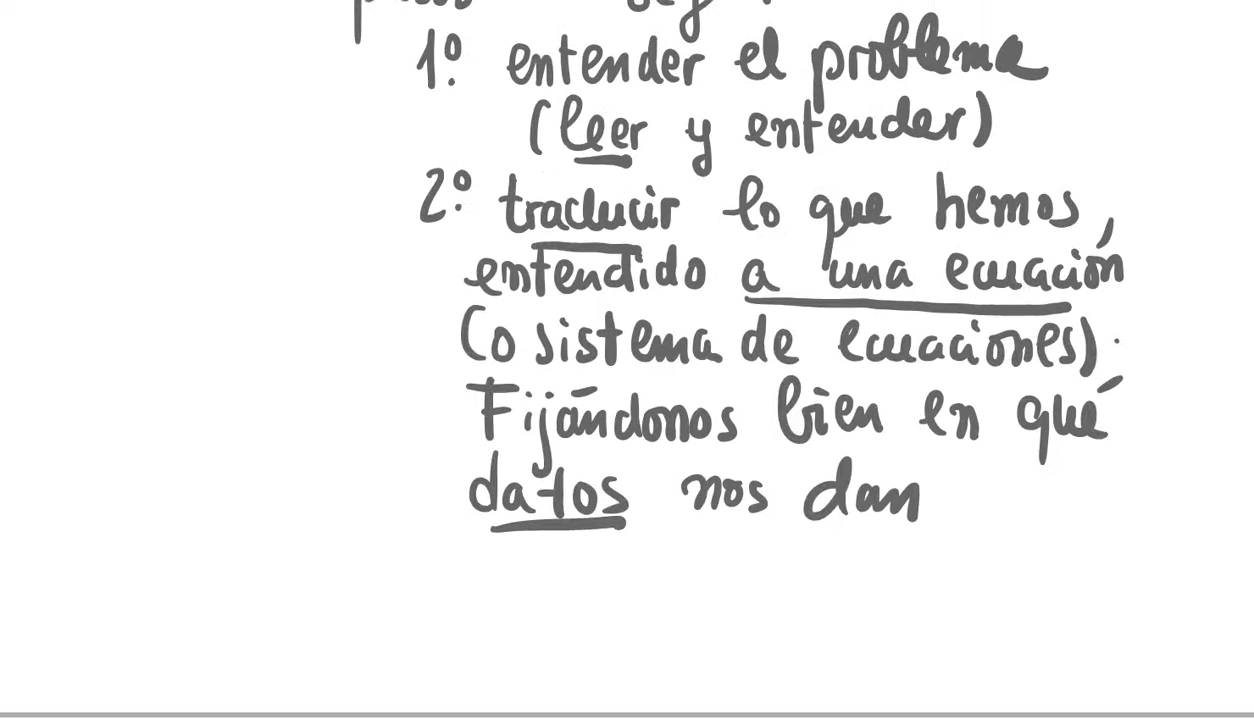 1º. entender el problema
(leer y entender)
2º. traducir lo que hemos
entendido a una ecuación
(o sistema de ecuaciones).
Fijándonos bien en qué
datos nos dan